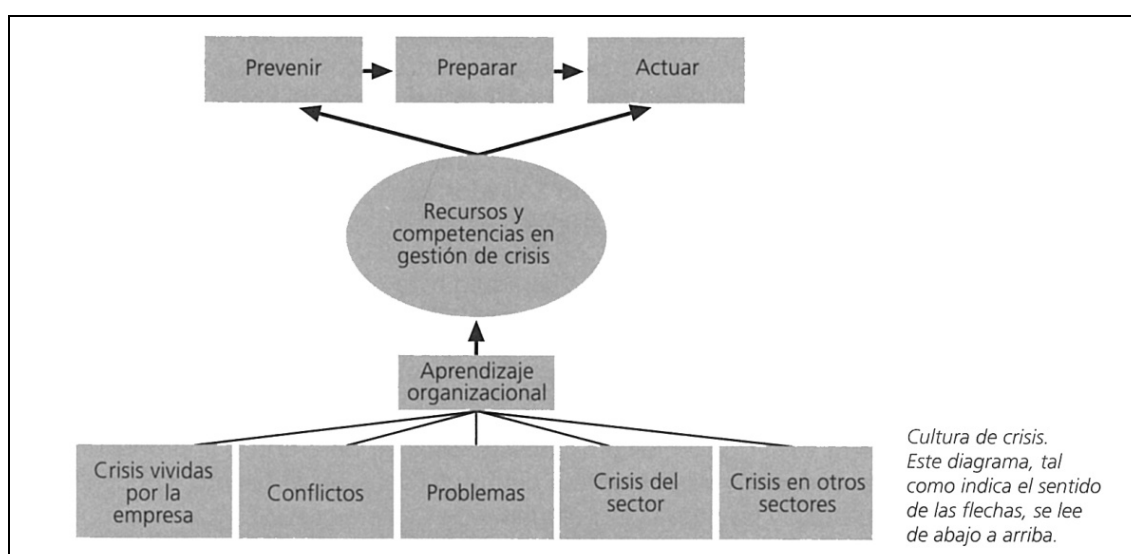 Prevenir
Preparar
Actuar
Recursos y
competencias en
gestión de crisis
Aprendizaje
organizacional
Crisis vividas
por la
empresa
Conflictos
Problemas
Crisis del
sector
Crisis en otros
sectores
Cultura de crisis.
Este diagrama, tal
como indica el sentido
de las flechas, se lee
de abajo a arriba.